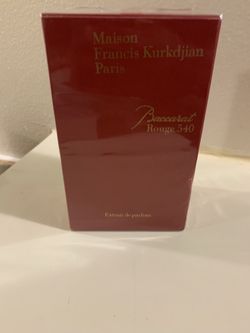 Maison
Francis Kurkdjian
Paris
Baccarat
Rouge 540
Extrait de parfum